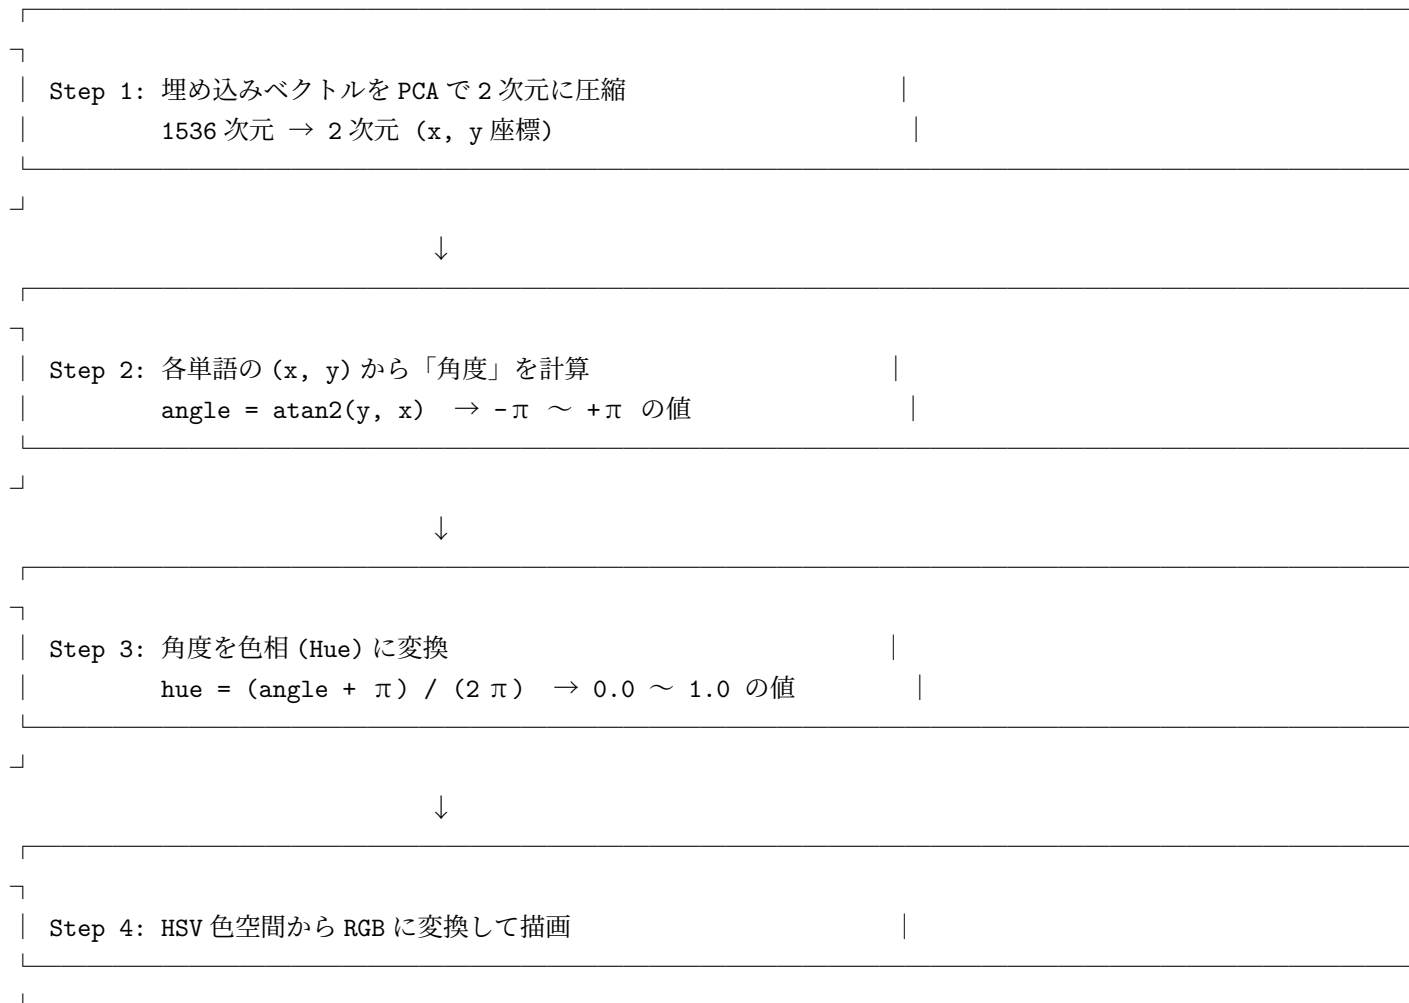 Step 1: 埋め込みベクトルを PCA で 2 次元に圧縮
1536 次元 → 2 次元 (x, y 座標)
↓
Step 2: 各単語の (x, y) から「角度」を計算
angle = atan2(y, x) → -π ～ +π の値
↓
Step 3: 角度を色相 (Hue) に変換
hue = (angle + π) / (2π) → 0.0 ～ 1.0 の値
↓
Step 4: HSV 色空間から RGB に変換して描画